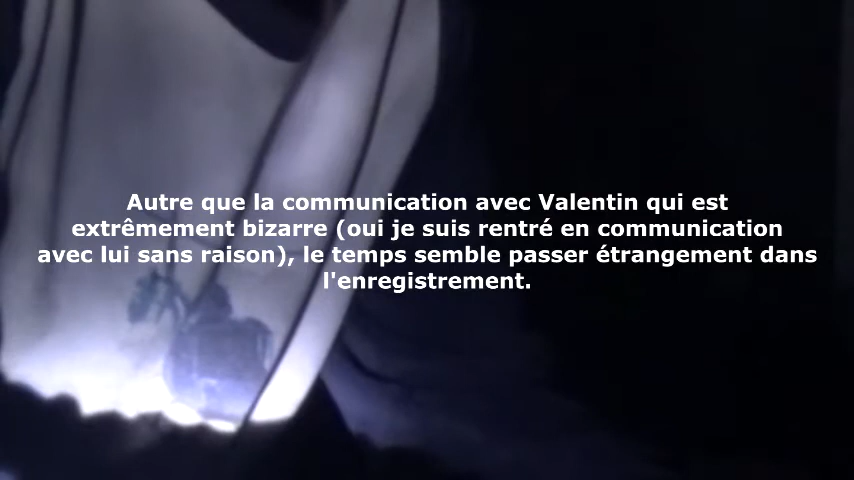 Autre que la communication avec Valentin qui est
extrêmement bizarre (oui je suis rentré en communication
avec lui sans raison), le temps semble passer étrangement dans
l'enregistrement.